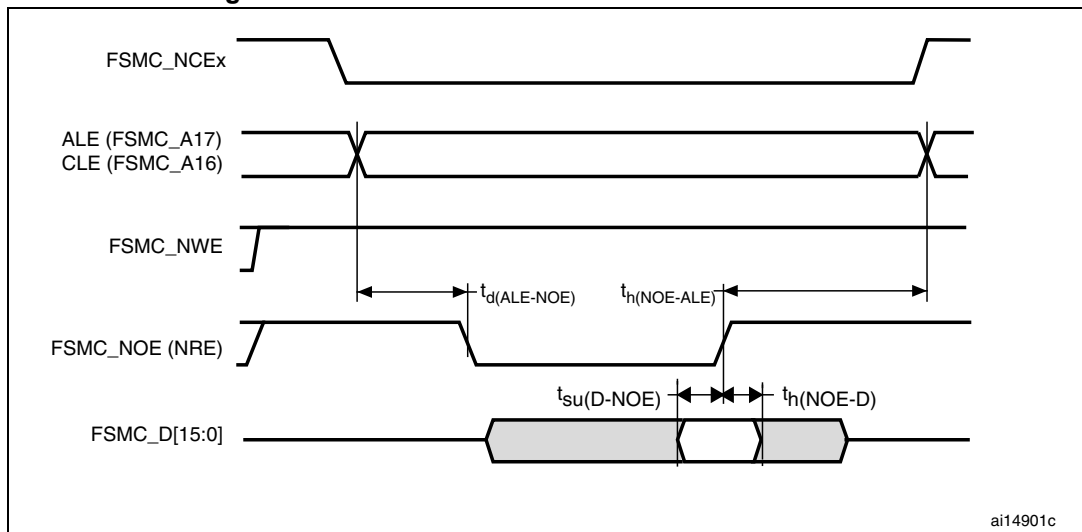 FSMC_NCEx
ALE (FSMC_A17)
CLE (FSMC_A16)
FSMC_NWE
td(ALE-NOE) th(NOE-ALE)
FSMC_NOE (NRE)
tsu(D-NOE) th(NOE-D)
FSMC_D[15:0]
ai14901c